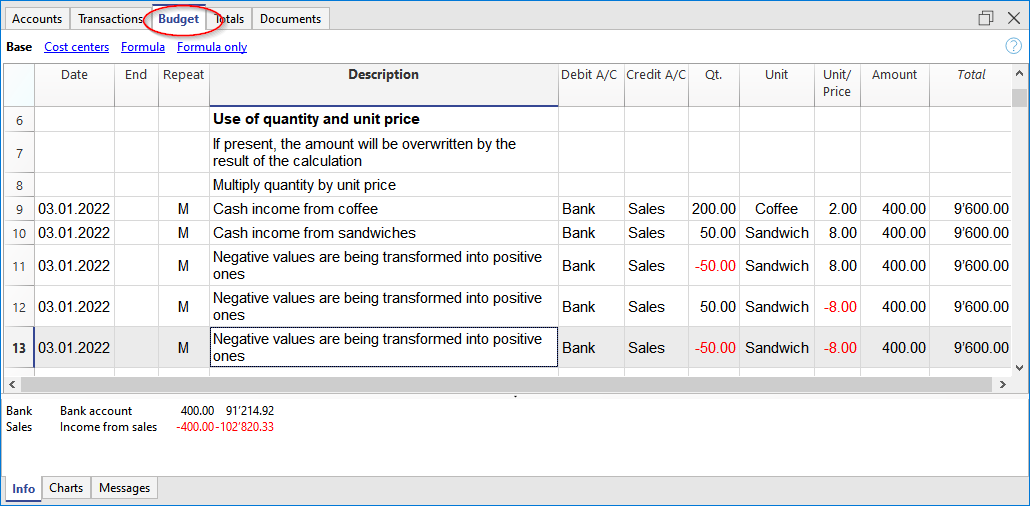 Accounts Transactions Budget Totals Documents
Base Cost centers Formula Formula only ?
Date End Repeat Description Debit A/C Credit A/C Qt. Unit Unit/ Amount Total
Price
6 Use of quantity and unit price
7 If present, the amount will be overwritten by the
result of the calculation
8 Multiply quantity by unit price
9 03.01.2022 M Cash income from coffee Bank Sales 200.00 Coffee 2.00 400.00 9'600.00
10 03.01.2022 M Cash income from sandwiches Bank Sales 50.00 Sandwich 8.00 400.00 9'600.00
11 03.01.2022 M Negative values are being transformed into positive Bank Sales -50.00 Sandwich 8.00 400.00 9'600.00
ones
12 03.01.2022 M Negative values are being transformed into positive Bank Sales 50.00 Sandwich -8.00 400.00 9'600.00
ones
13 03.01.2022 M Negative values are being transformed into positive Bank Sales -50.00 Sandwich -8.00 400.00 9'600.00
ones
Bank Bank account 400.00 91'214.92
Sales Income from sales -400.00 -102'820.33
Info Charts Messages